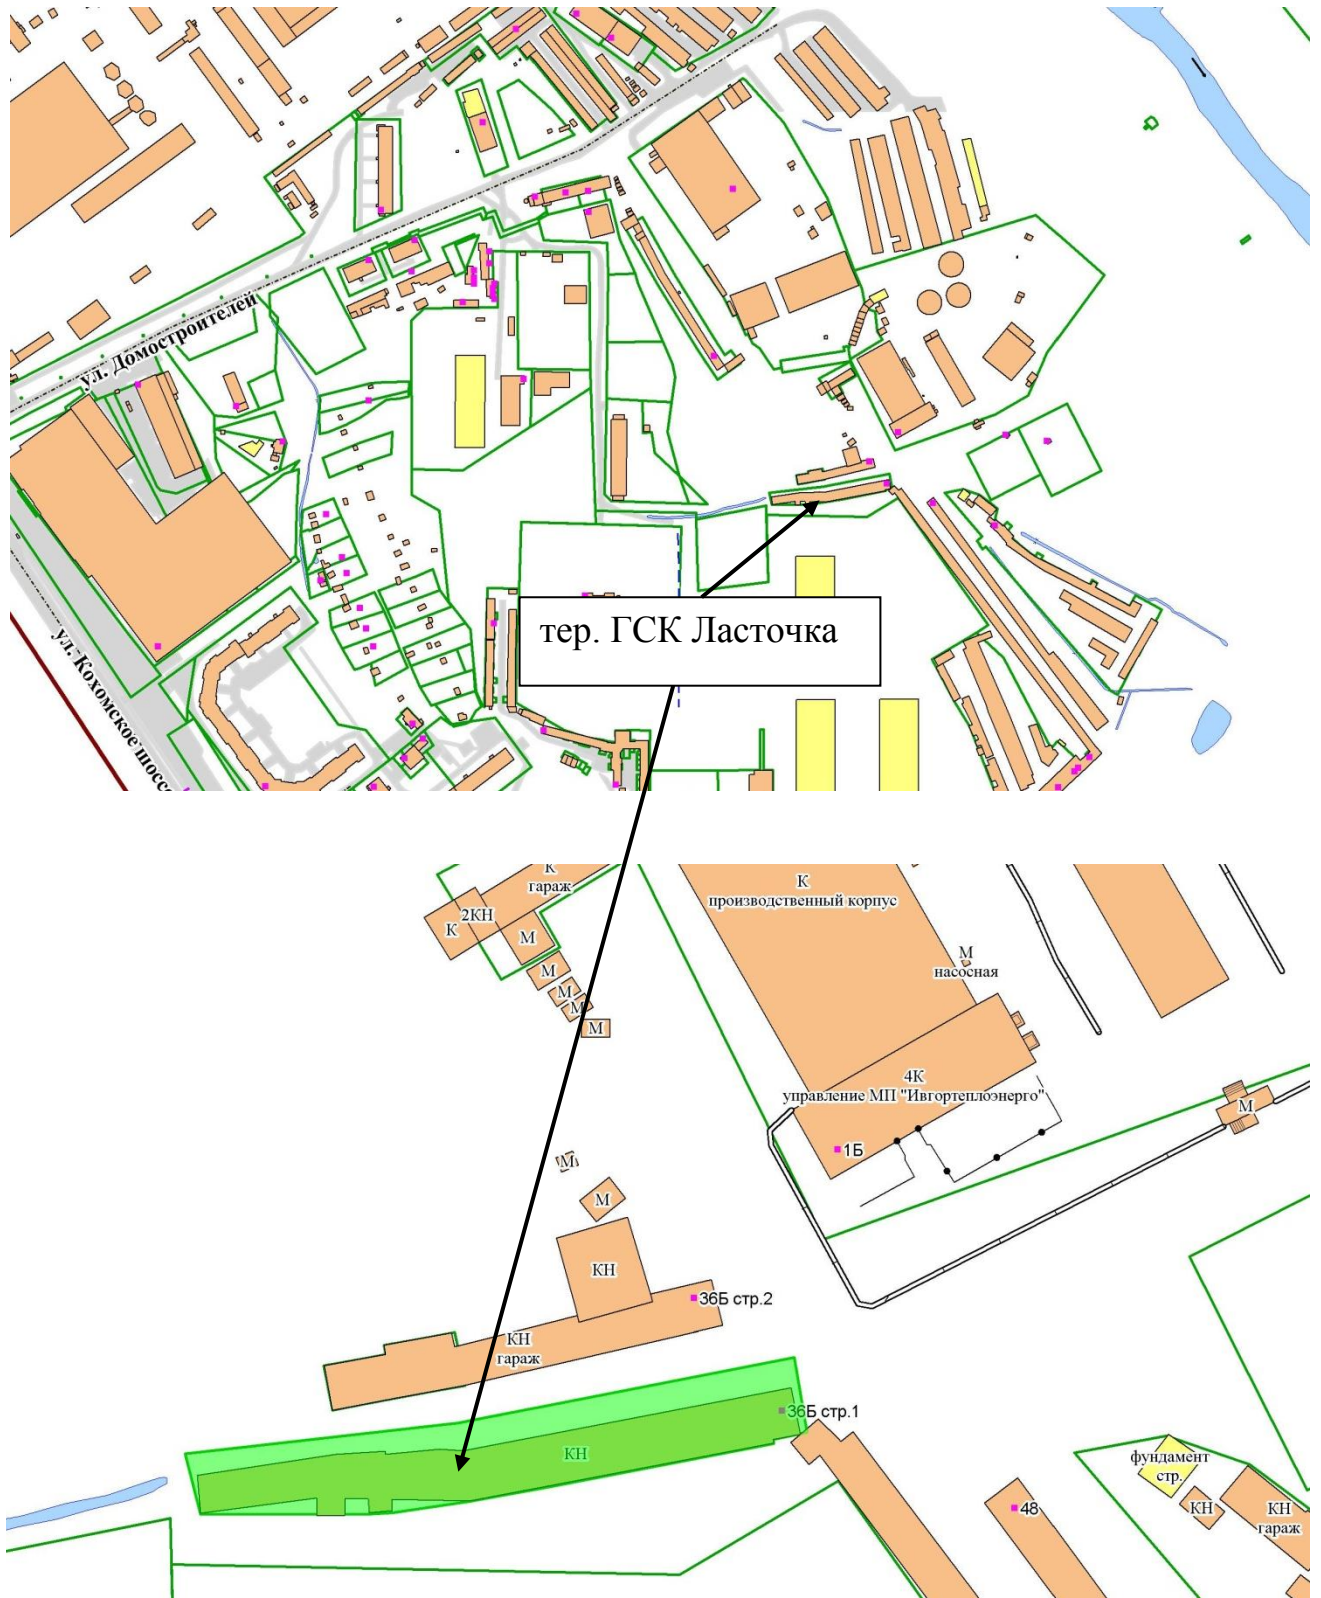 ул. Домостроителей
ул. Кохомское шоссе
тер. ГСК Ласточка
К
гараж
2КН
К
М
М
М
М
М
К
производственный корпус
М
насосная
4К
управление МП "Ивгортеплоэнерго"
1Б
М
М
М
КН
36Б стр.2
КН
гараж
36Б стр.1
КН
фундамент
стр.
КН
КН
гараж
48